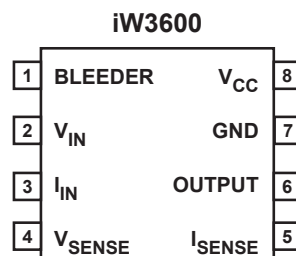 iW3600
1 BLEEDER V_CC 8
2 V_IN GND 7
3 I_IN OUTPUT 6
4 V_SENSE I_SENSE 5